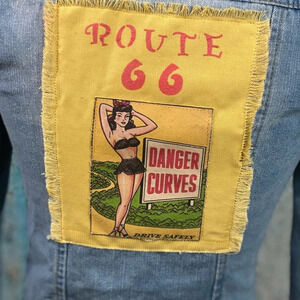 ROUTE
66
DANGER
CURVES
DRIVE SAFELY